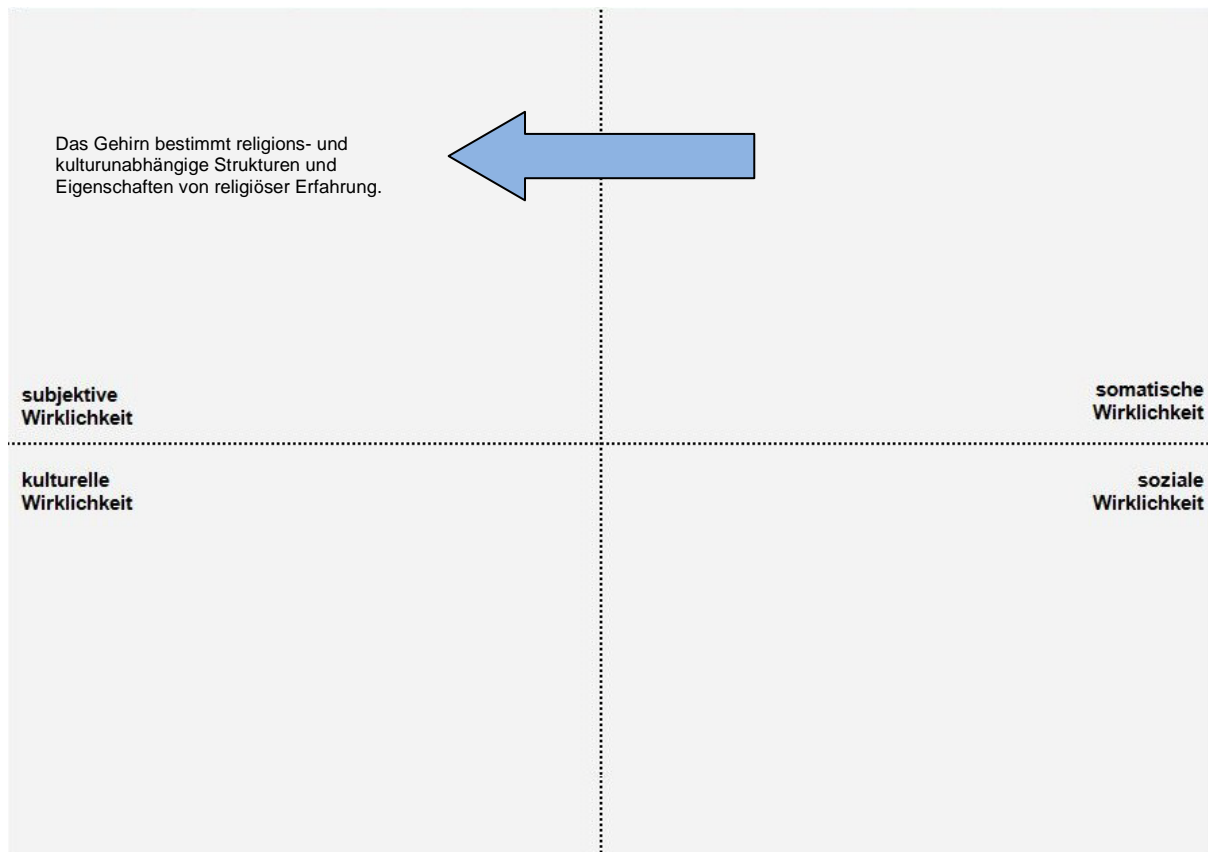 Das Gehirn bestimmt religions- und
kulturunabhängige Strukturen und
Eigenschaften von religiöser Erfahrung.
subjektive
Wirklichkeit
somatische
Wirklichkeit
kulturelle
Wirklichkeit
soziale
Wirklichkeit